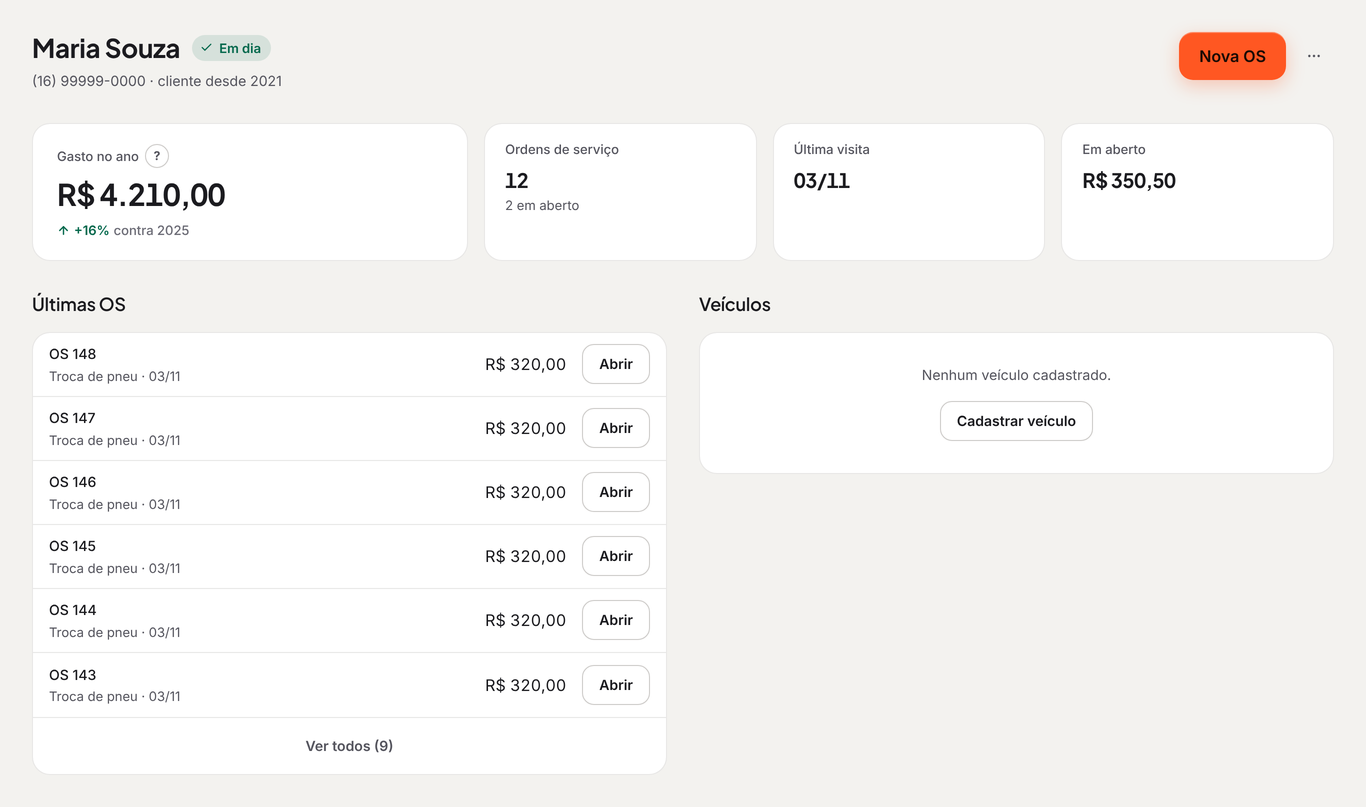 Maria Souza
Em dia
(16) 99999-0000 · cliente desde 2021
Nova OS
...
Gasto no ano ?
R$ 4.210,00
↑ +16% contra 2025
Ordens de serviço
12
2 em aberto
Última visita
03/11
Em aberto
R$ 350,50
Últimas OS
OS 148
Troca de pneu · 03/11
R$ 320,00
Abrir
OS 147
Troca de pneu · 03/11
R$ 320,00
Abrir
OS 146
Troca de pneu · 03/11
R$ 320,00
Abrir
OS 145
Troca de pneu · 03/11
R$ 320,00
Abrir
OS 144
Troca de pneu · 03/11
R$ 320,00
Abrir
OS 143
Troca de pneu · 03/11
R$ 320,00
Abrir
Ver todos (9)
Veículos
Nenhum veículo cadastrado.
Cadastrar veículo